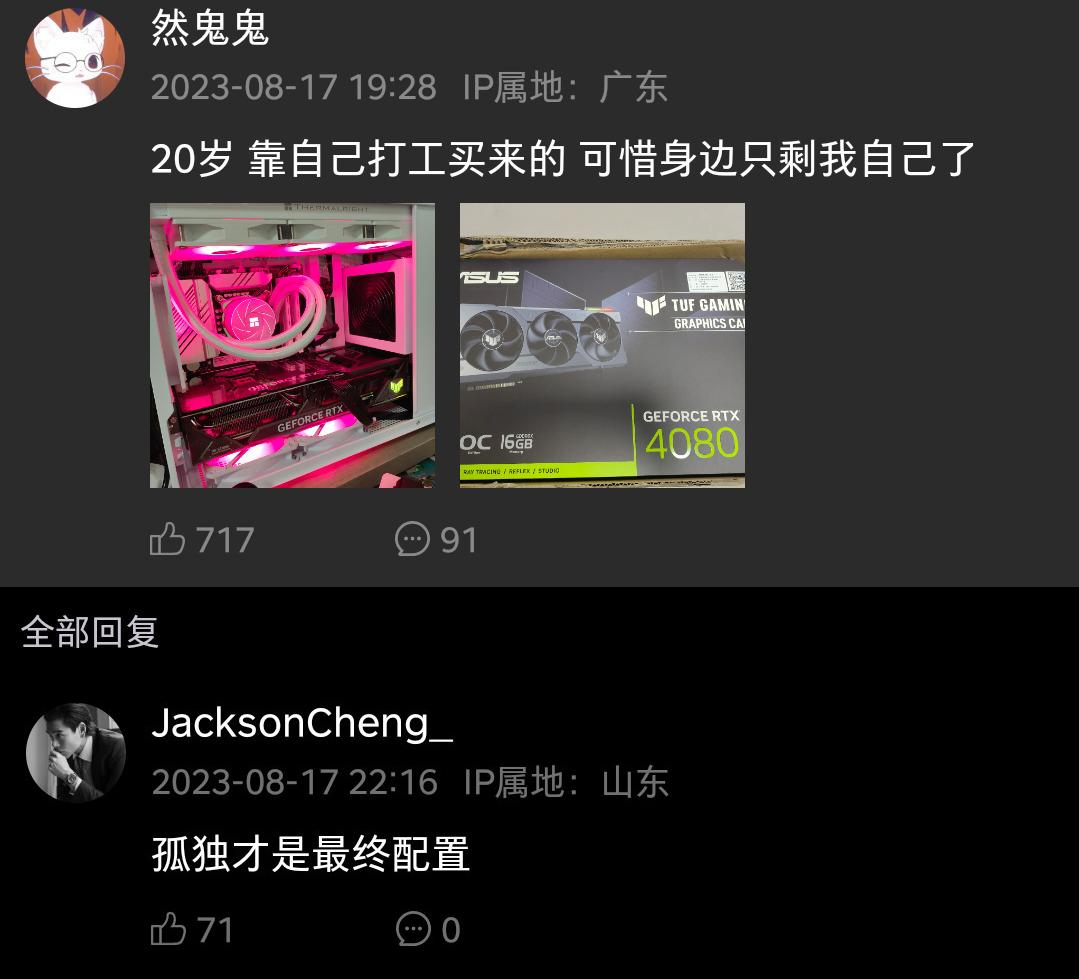 然鬼鬼
2023-08-17 19:28 IP属地：广东
20岁 靠自己打工买来的 可惜身边只剩我自己了
THERMALRIGHT
GEFORCE RTX
ASUS
TUF GAMING
GRAPHICS CA
GEFORCE RTX
4080
OC 16GB
RAY TRACING / REFLEX / STUDIO
717 91
全部回复
JacksonCheng_
2023-08-17 22:16 IP属地：山东
孤独才是最终配置
71 0